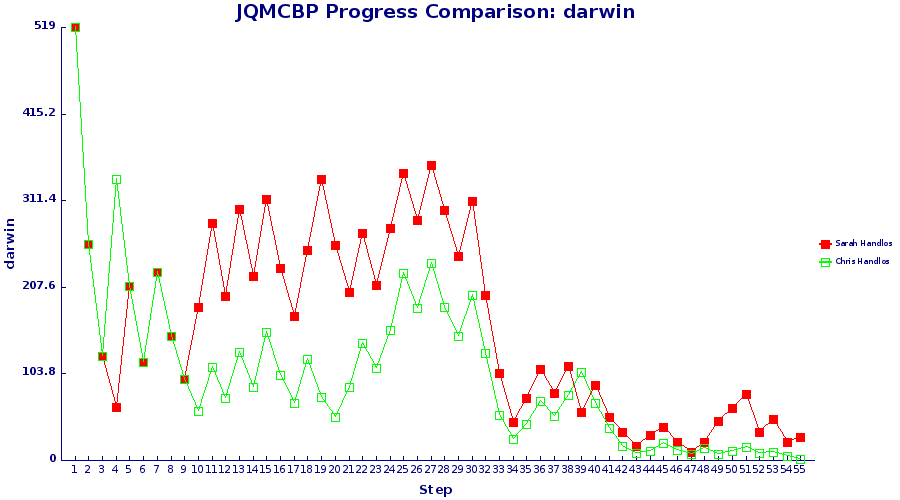 JQMCBP Progress Comparison: darwin
519
415.2
311.4
207.6
103.8
0
darwin
1 2 3 4 5 6 7 8 9 10 11 12 13 14 15 16 17 18 19 20 21 22 23 24 25 26 27 28 29 30 31 32 33 34 35 36 37 38 39 40 41 42 43 44 45 46 47 48 49 50 51 52 53 54 55
Step
Sarah Handlos
Chris Handlos